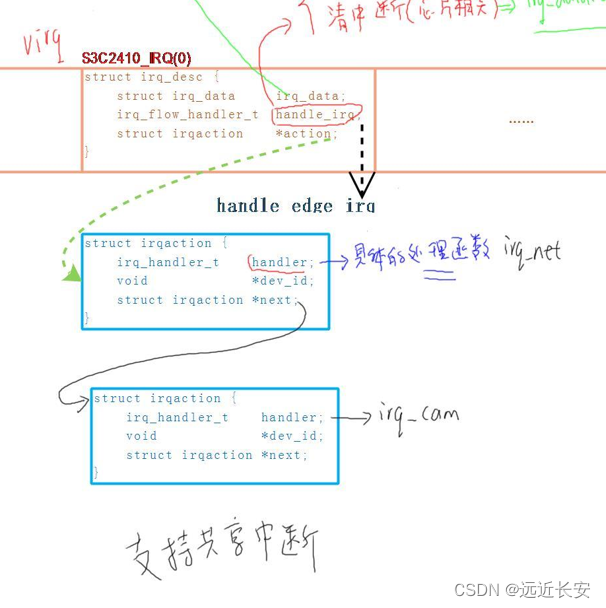 清中断(芯片相关)⇒
virq
S3C2410_IRQ(0)
struct irq_desc {
struct irq_data irq_data;
irq_flow_handler_t handle_irq;
struct irqaction *action;
}
......
handle edge irq
struct irqaction {
irq_handler_t handler;
void *dev_id;
struct irqaction *next;
}
具体的处理函数 irq_net
struct irqaction {
irq_handler_t handler;
void *dev_id;
struct irqaction *next;
}
irq_cam
支持共享中断
CSDN @远近长安